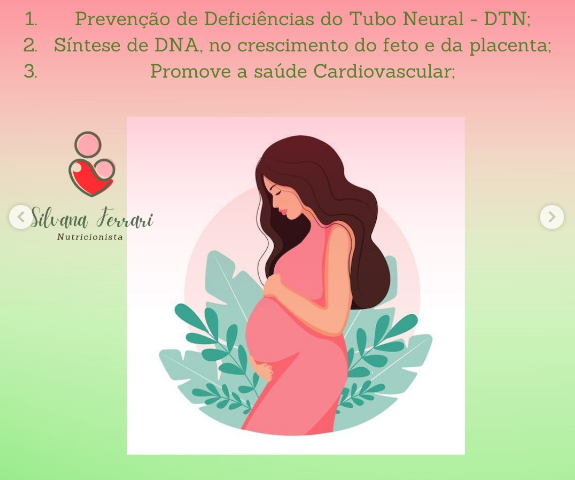 1. Prevenção de Deficiências do Tubo Neural - DTN;
2. Síntese de DNA, no crescimento do feto e da placenta;
3. Promove a saúde Cardiovascular;
Silvana Ferrari
Nutricionista